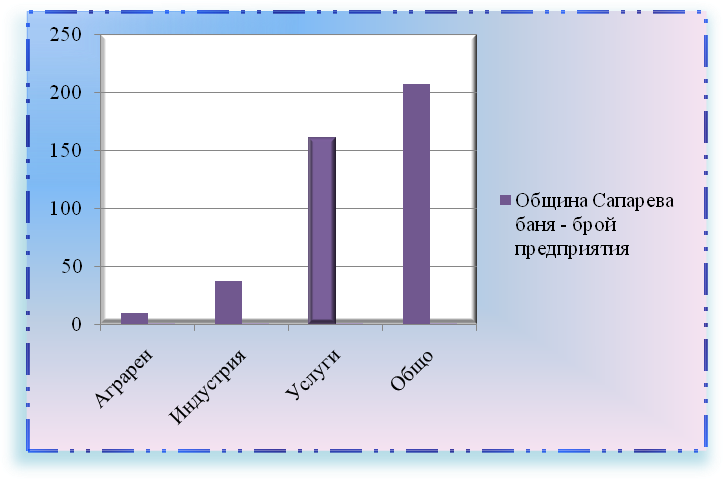 250
200
150
100
50
0
Аграрен
Индустрия
Услуги
Общо
Община Сапарева
баня - брой
предприятия